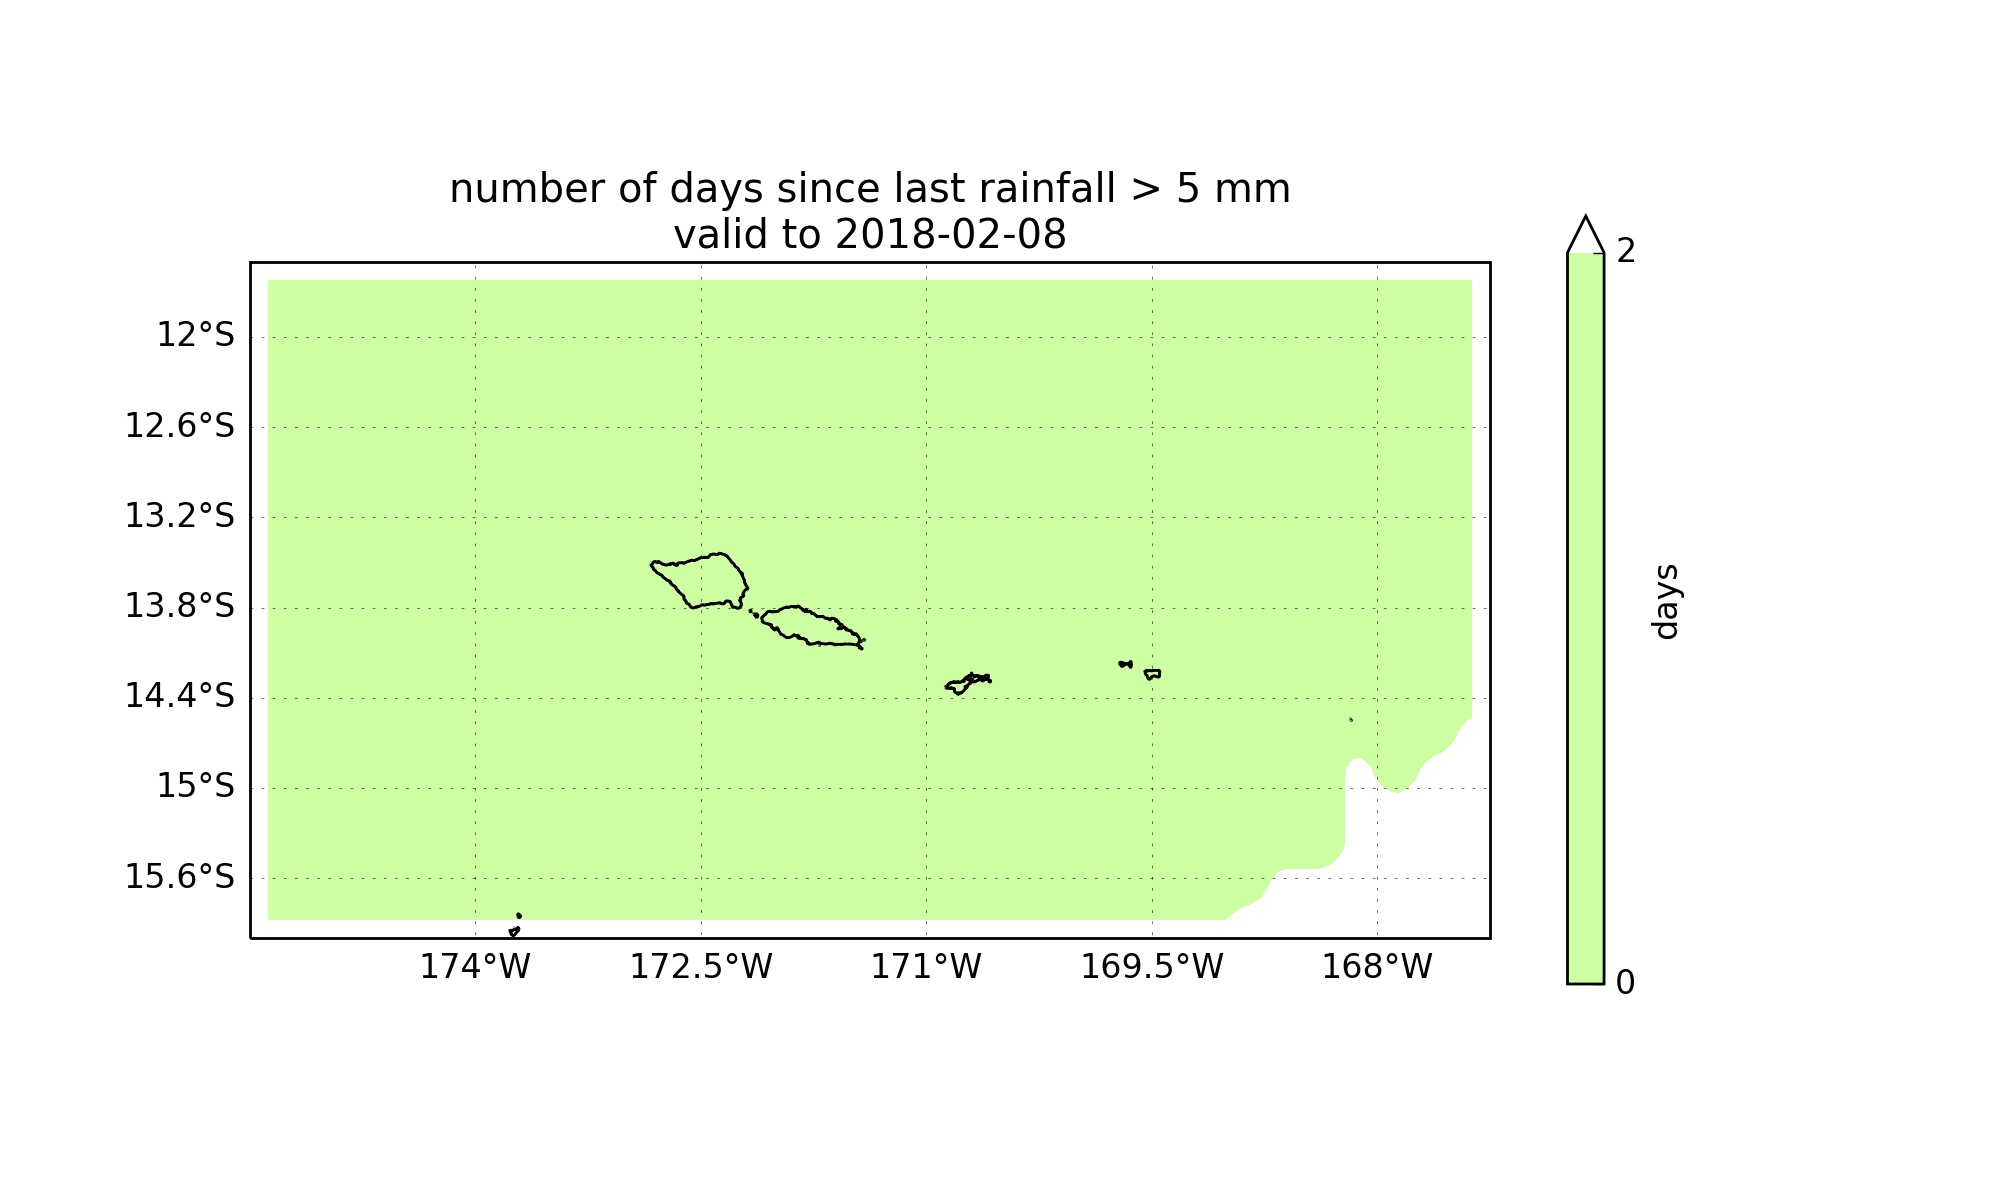 number of days since last rainfall > 5 mm
valid to 2018-02-08
2
12°S
12.6°S
13.2°S
13.8°S
14.4°S
15°S
15.6°S
days
174°W 172.5°W 171°W 169.5°W 168°W
0